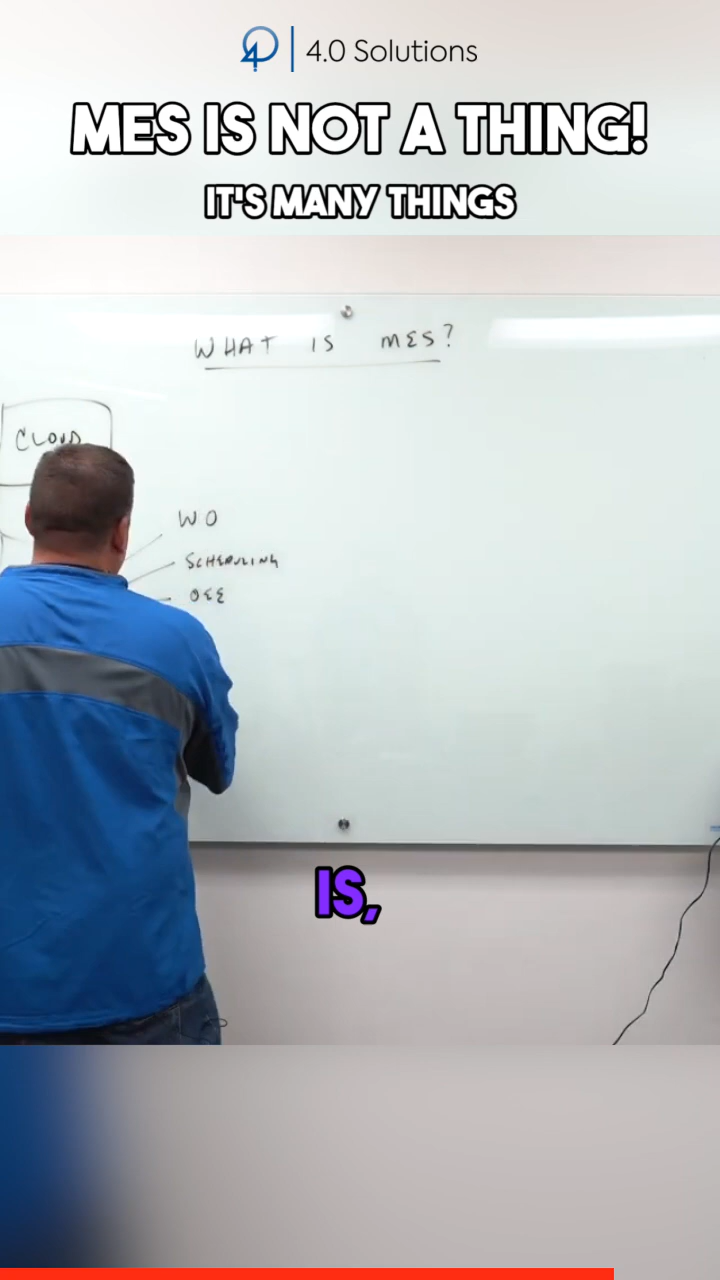 4.0 Solutions
MES IS NOT A THING!
IT'S MANY THINGS
WHAT IS MES?
CLOUD
WO
SCHEDULING
OEE
IS,